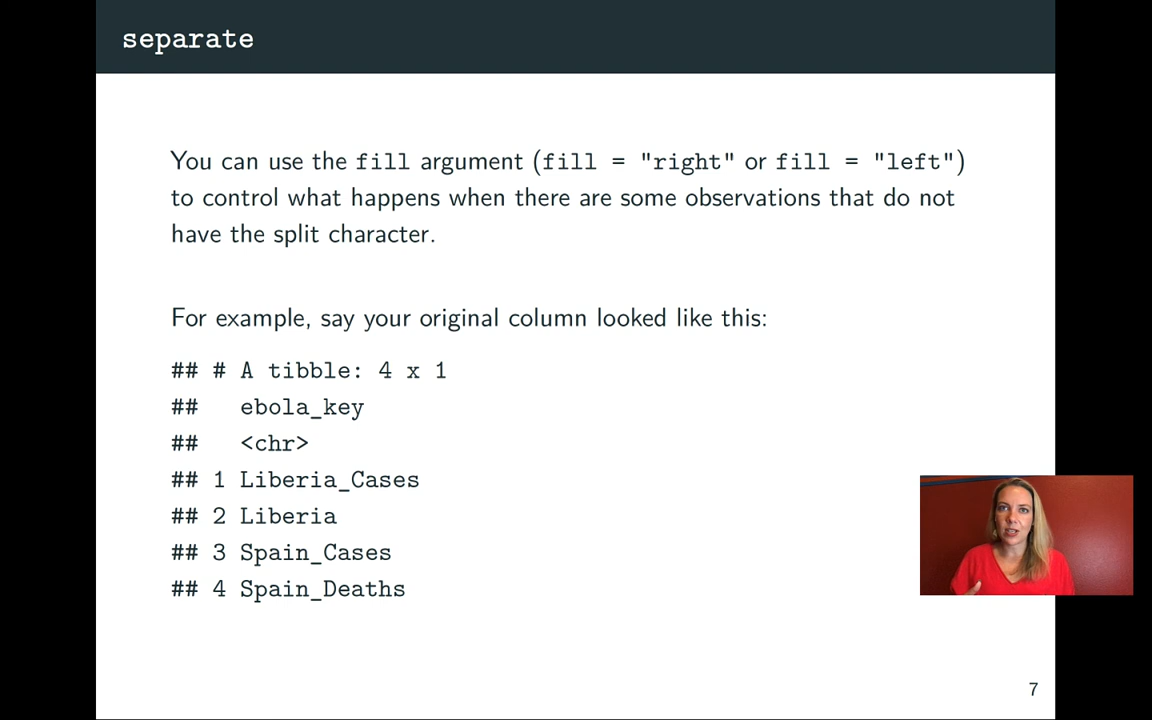 separate
You can use the fill argument (fill = "right" or fill = "left")
to control what happens when there are some observations that do not
have the split character.
For example, say your original column looked like this:
## # A tibble: 4 x 1
##   ebola_key
##   <chr>
## 1 Liberia_Cases
## 2 Liberia
## 3 Spain_Cases
## 4 Spain_Deaths
7